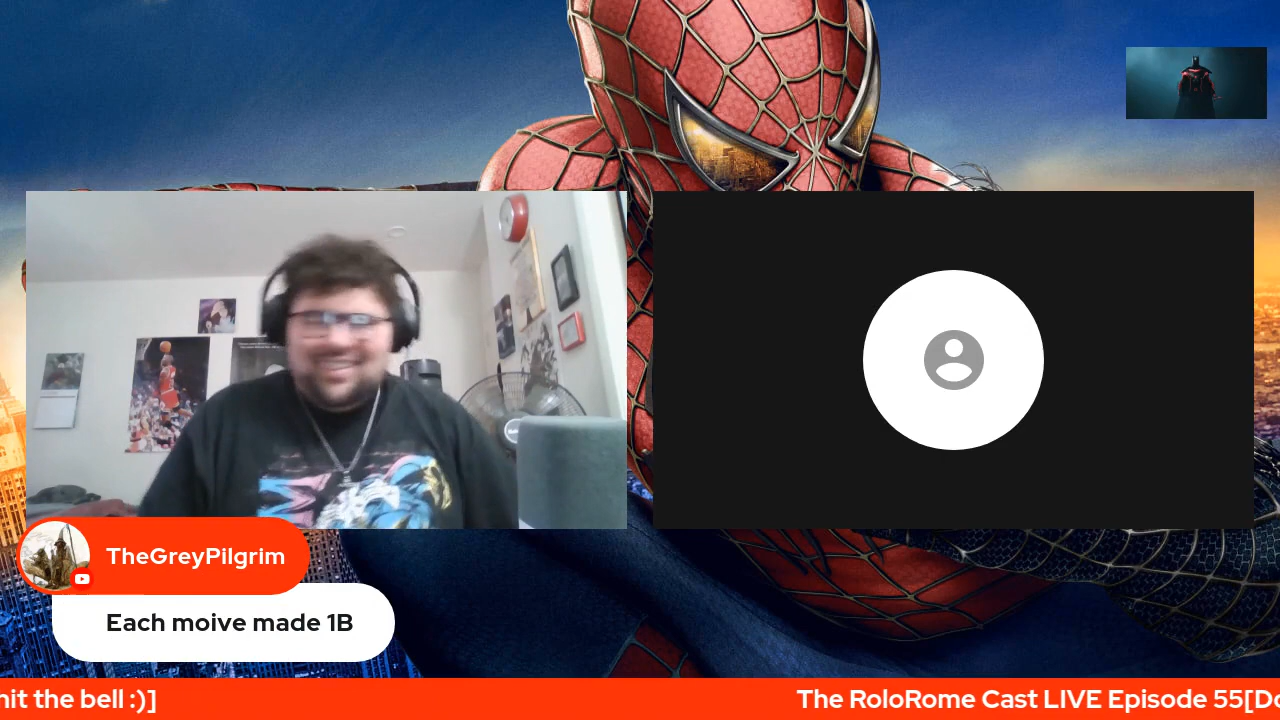 TheGreyPilgrim
Each moive made 1B
hit the bell :)]
The RoloRome Cast LIVE Episode 55[Do